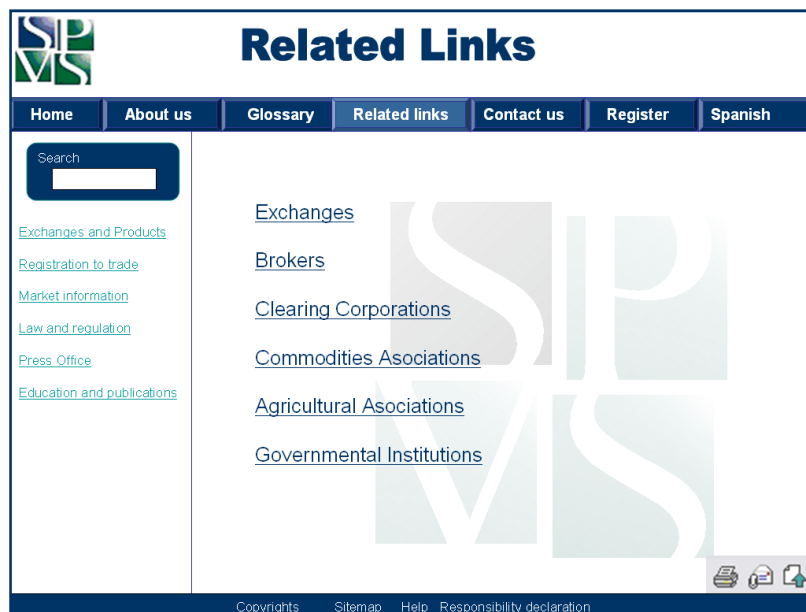 SP
VS
Related Links
Home About us Glossary Related links Contact us Register Spanish
Search
Exchanges and Products
Registration to trade
Market information
Law and regulation
Press Office
Education and publications
Exchanges
Brokers
Clearing Corporations
Commodities Asociations
Agricultural Asociations
Governmental Institutions
SP
VS
Copyrights Sitemap Help Responsibility declaration